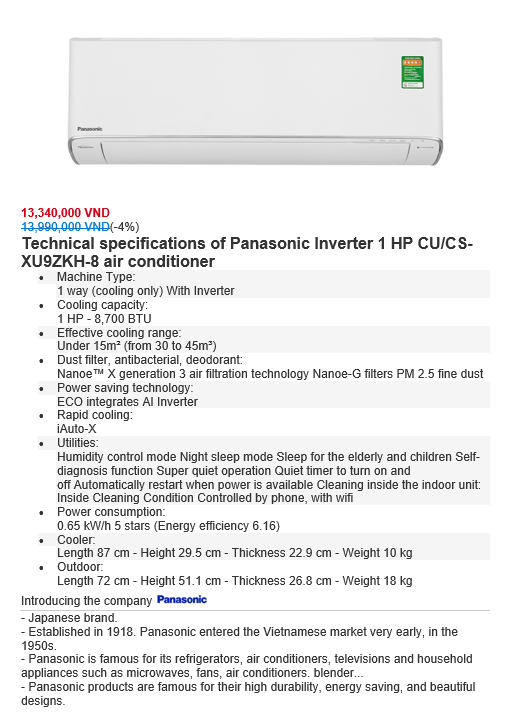 Panasonic
13,340,000 VND
13,990,000 VND(-4%)
Technical specifications of Panasonic Inverter 1 HP CU/CS-
XU9ZKH-8 air conditioner
• Machine Type:
1 way (cooling only) With Inverter
• Cooling capacity:
1 HP - 8,700 BTU
• Effective cooling range:
Under 15m² (from 30 to 45m³)
• Dust filter, antibacterial, deodorant:
Nanoe™ X generation 3 air filtration technology Nanoe-G filters PM 2.5 fine dust
• Power saving technology:
ECO integrates AI Inverter
• Rapid cooling:
iAuto-X
• Utilities:
Humidity control mode Night sleep mode Sleep for the elderly and children Self-
diagnosis function Super quiet operation Quiet timer to turn on and
off Automatically restart when power is available Cleaning inside the indoor unit:
Inside Cleaning Condition Controlled by phone, with wifi
• Power consumption:
0.65 kW/h 5 stars (Energy efficiency 6.16)
• Cooler:
Length 87 cm - Height 29.5 cm - Thickness 22.9 cm - Weight 10 kg
• Outdoor:
Length 72 cm - Height 51.1 cm - Thickness 26.8 cm - Weight 18 kg
Introducing the company Panasonic
- Japanese brand.
- Established in 1918. Panasonic entered the Vietnamese market very early, in the
1950s.
- Panasonic is famous for its refrigerators, air conditioners, televisions and household
appliances such as microwaves, fans, air conditioners. blender...
- Panasonic products are famous for their high durability, energy saving, and beautiful
designs.